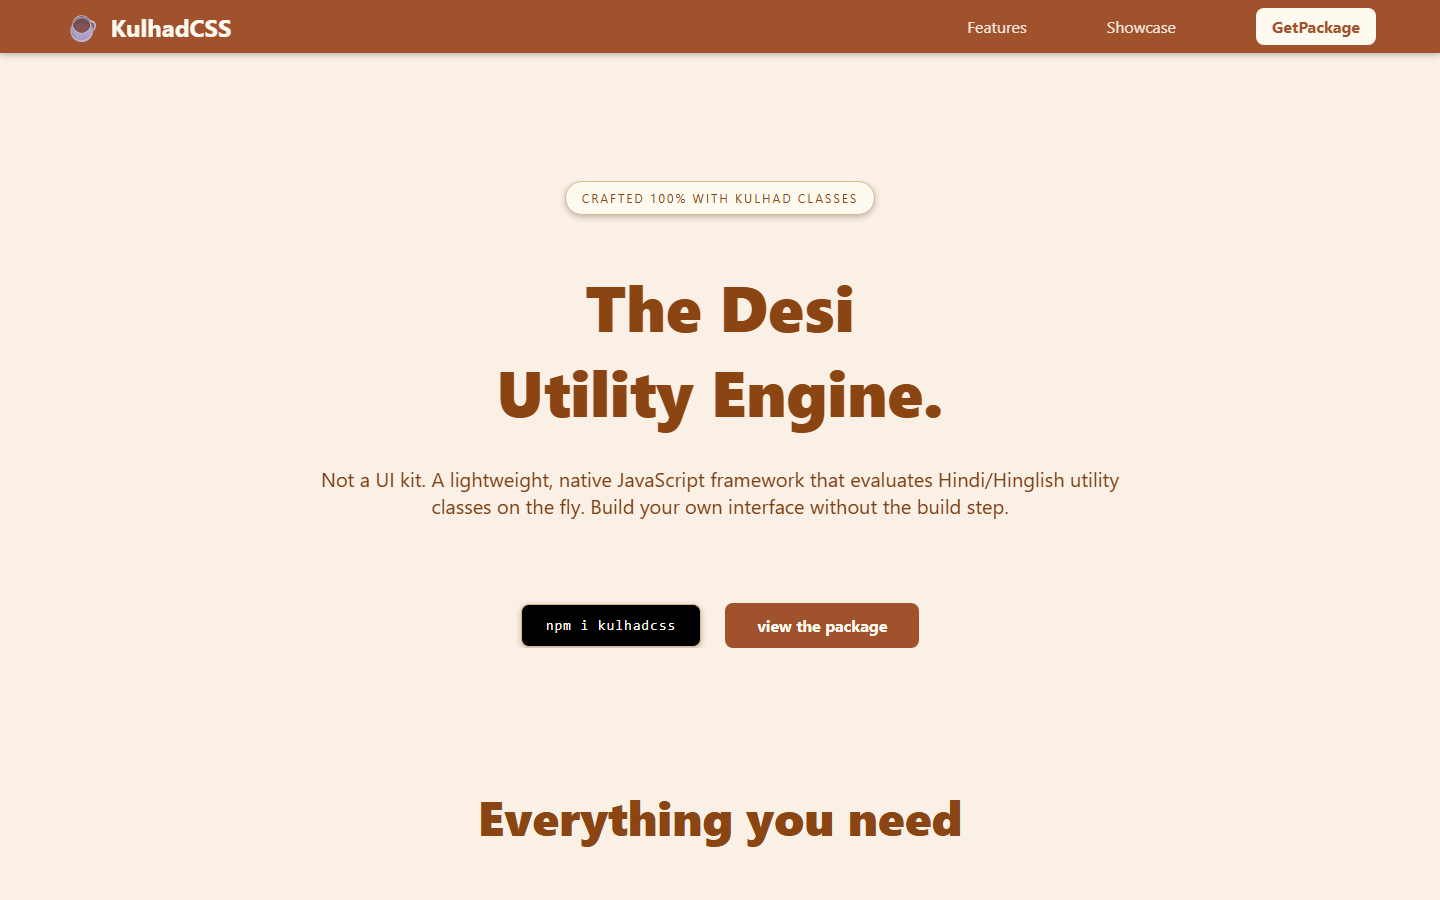 KulhadCSS
Features
Showcase
GetPackage
CRAFTED 100% WITH KULHAD CLASSES
The Desi
Utility Engine.
Not a UI kit. A lightweight, native JavaScript framework that evaluates Hindi/Hinglish utility
classes on the fly. Build your own interface without the build step.
npm i kulhadcss
view the package
Everything you need